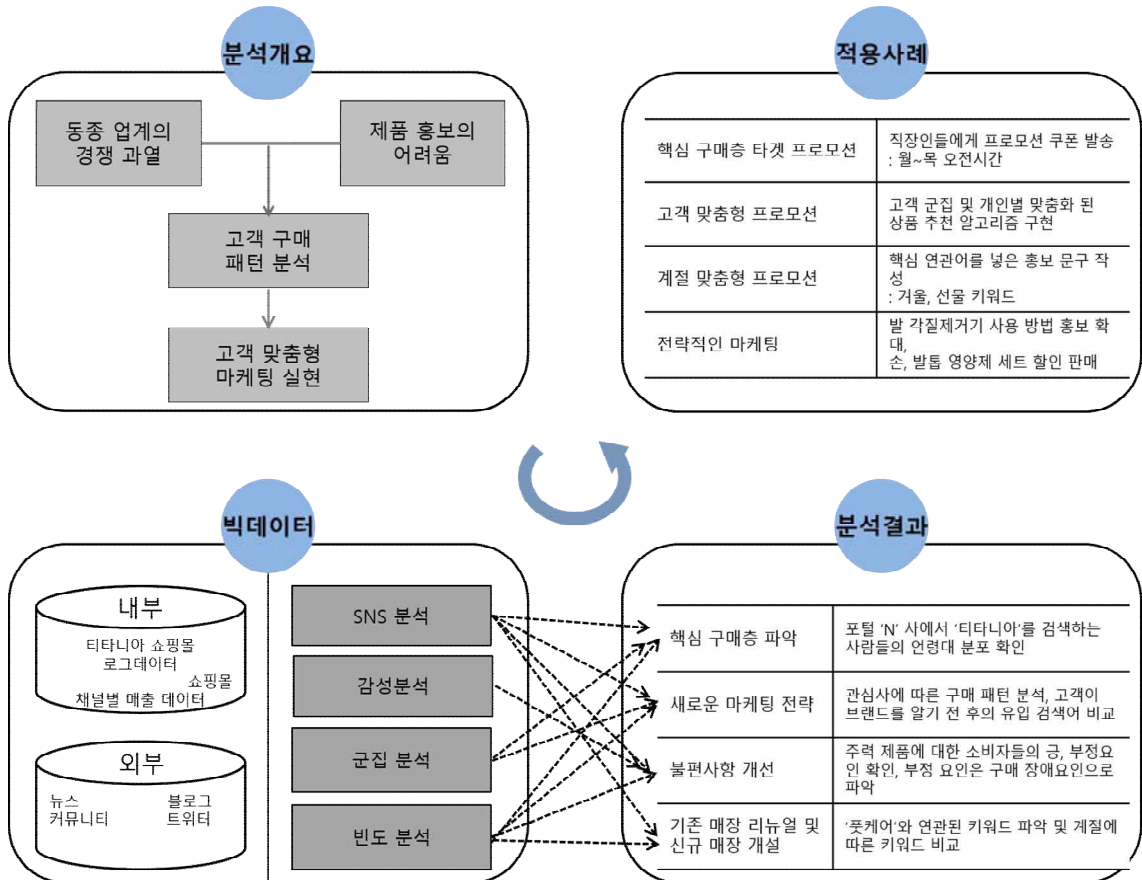 분석개요
동종 업계의
경쟁 과열
제품 홍보의
어려움
고객 구매
패턴 분석
고객 맞춤형
마케팅 실현
적용사례
핵심 구매층 타겟 프로모션
직장인들에게 프로모션 쿠폰 발송
: 월~목 오전시간
고객 맞춤형 프로모션
고객 군집 및 개인별 맞춤화 된
상품 추천 알고리즘 구현
계절 맞춤형 프로모션
핵심 연관어를 넣은 홍보 문구 작
성
: 겨울, 선물 키워드
전략적인 마케팅
발 각질제거기 사용 방법 홍보 확
대,
손, 발톱 영양제 세트 할인 판매
빅데이터
내부
티타니아 쇼핑몰
로그데이터
쇼핑몰
채널별 매출 데이터
외부
뉴스 블로그
커뮤니티 트위터
SNS 분석
감성분석
군집 분석
빈도 분석
분석결과
핵심 구매층 파악
포털 ‘N’ 사에서 ‘티타니아’를 검색하는
사람들의 연령대 분포 확인
새로운 마케팅 전략
관심사에 따른 구매 패턴 분석, 고객이
브랜드를 알기 전 후의 유입 검색어 비교
불편사항 개선
주력 제품에 대한 소비자들의 긍, 부정요
인 확인, 부정 요인은 구매 장애요인으로
파악
기존 매장 리뉴얼 및
신규 매장 개설
‘풋케어’와 연관된 키워드 파악 및 계절에
따른 키워드 비교